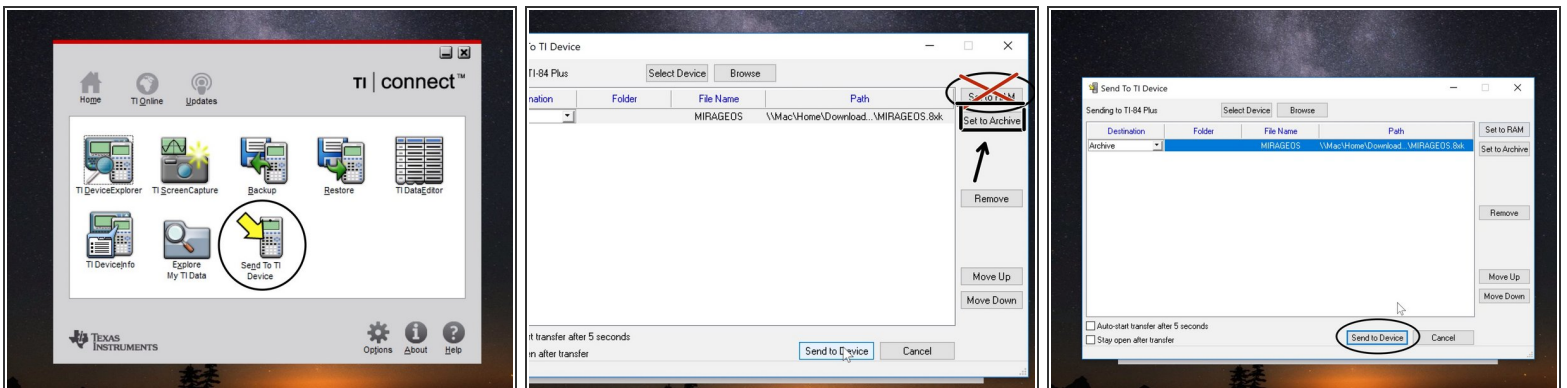 TI | connect™
Home
TI Online
Updates
TI DeviceExplorer
TI ScreenCapture
Backup
Restore
TI DataEditor
TI DeviceInfo
Explore
My TI Data
Send To TI
Device
TEXAS
INSTRUMENTS
Options
About
Help
To TI Device
TI-84 Plus
Select Device
Browse
nation
Folder
File Name
Path
MIRAGEOS
\\Mac\Home\Download...\MIRAGEOS.8xk
Set to RAM
Set to Archive
Remove
Move Up
Move Down
rt transfer after 5 seconds
en after transfer
Send to Device
Cancel
Send To TI Device
Sending to TI-84 Plus
Select Device
Browse
Destination
Folder
File Name
Path
Archive
MIRAGEOS
\\Mac\Home\Download...\MIRAGEOS.8xk
Set to RAM
Set to Archive
Remove
Move Up
Move Down
Auto-start transfer after 5 seconds
Stay open after transfer
Send to Device
Cancel